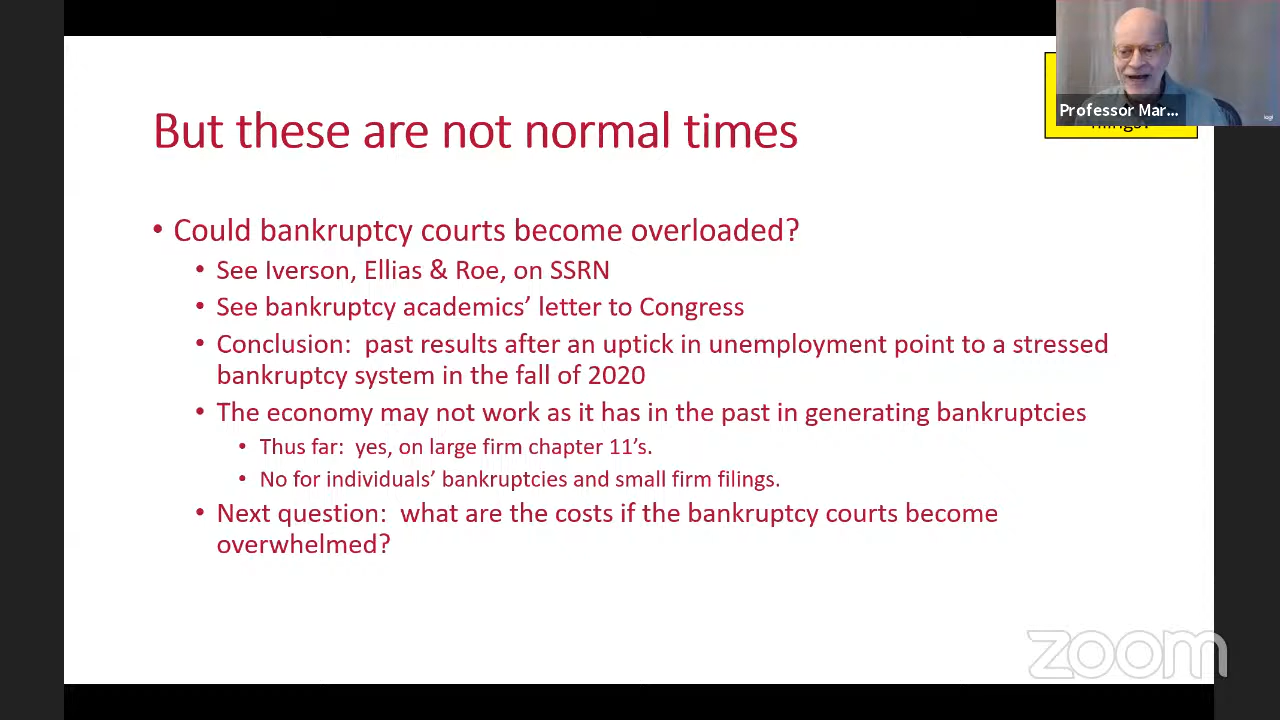 Professor Mar...
But these are not normal times
• Could bankruptcy courts become overloaded?
• See Iverson, Ellias & Roe, on SSRN
• See bankruptcy academics’ letter to Congress
• Conclusion:  past results after an uptick in unemployment point to a stressed
bankruptcy system in the fall of 2020
• The economy may not work as it has in the past in generating bankruptcies
• Thus far:  yes, on large firm chapter 11’s.
• No for individuals’ bankruptcies and small firm filings.
• Next question:  what are the costs if the bankruptcy courts become
overwhelmed?
zoom